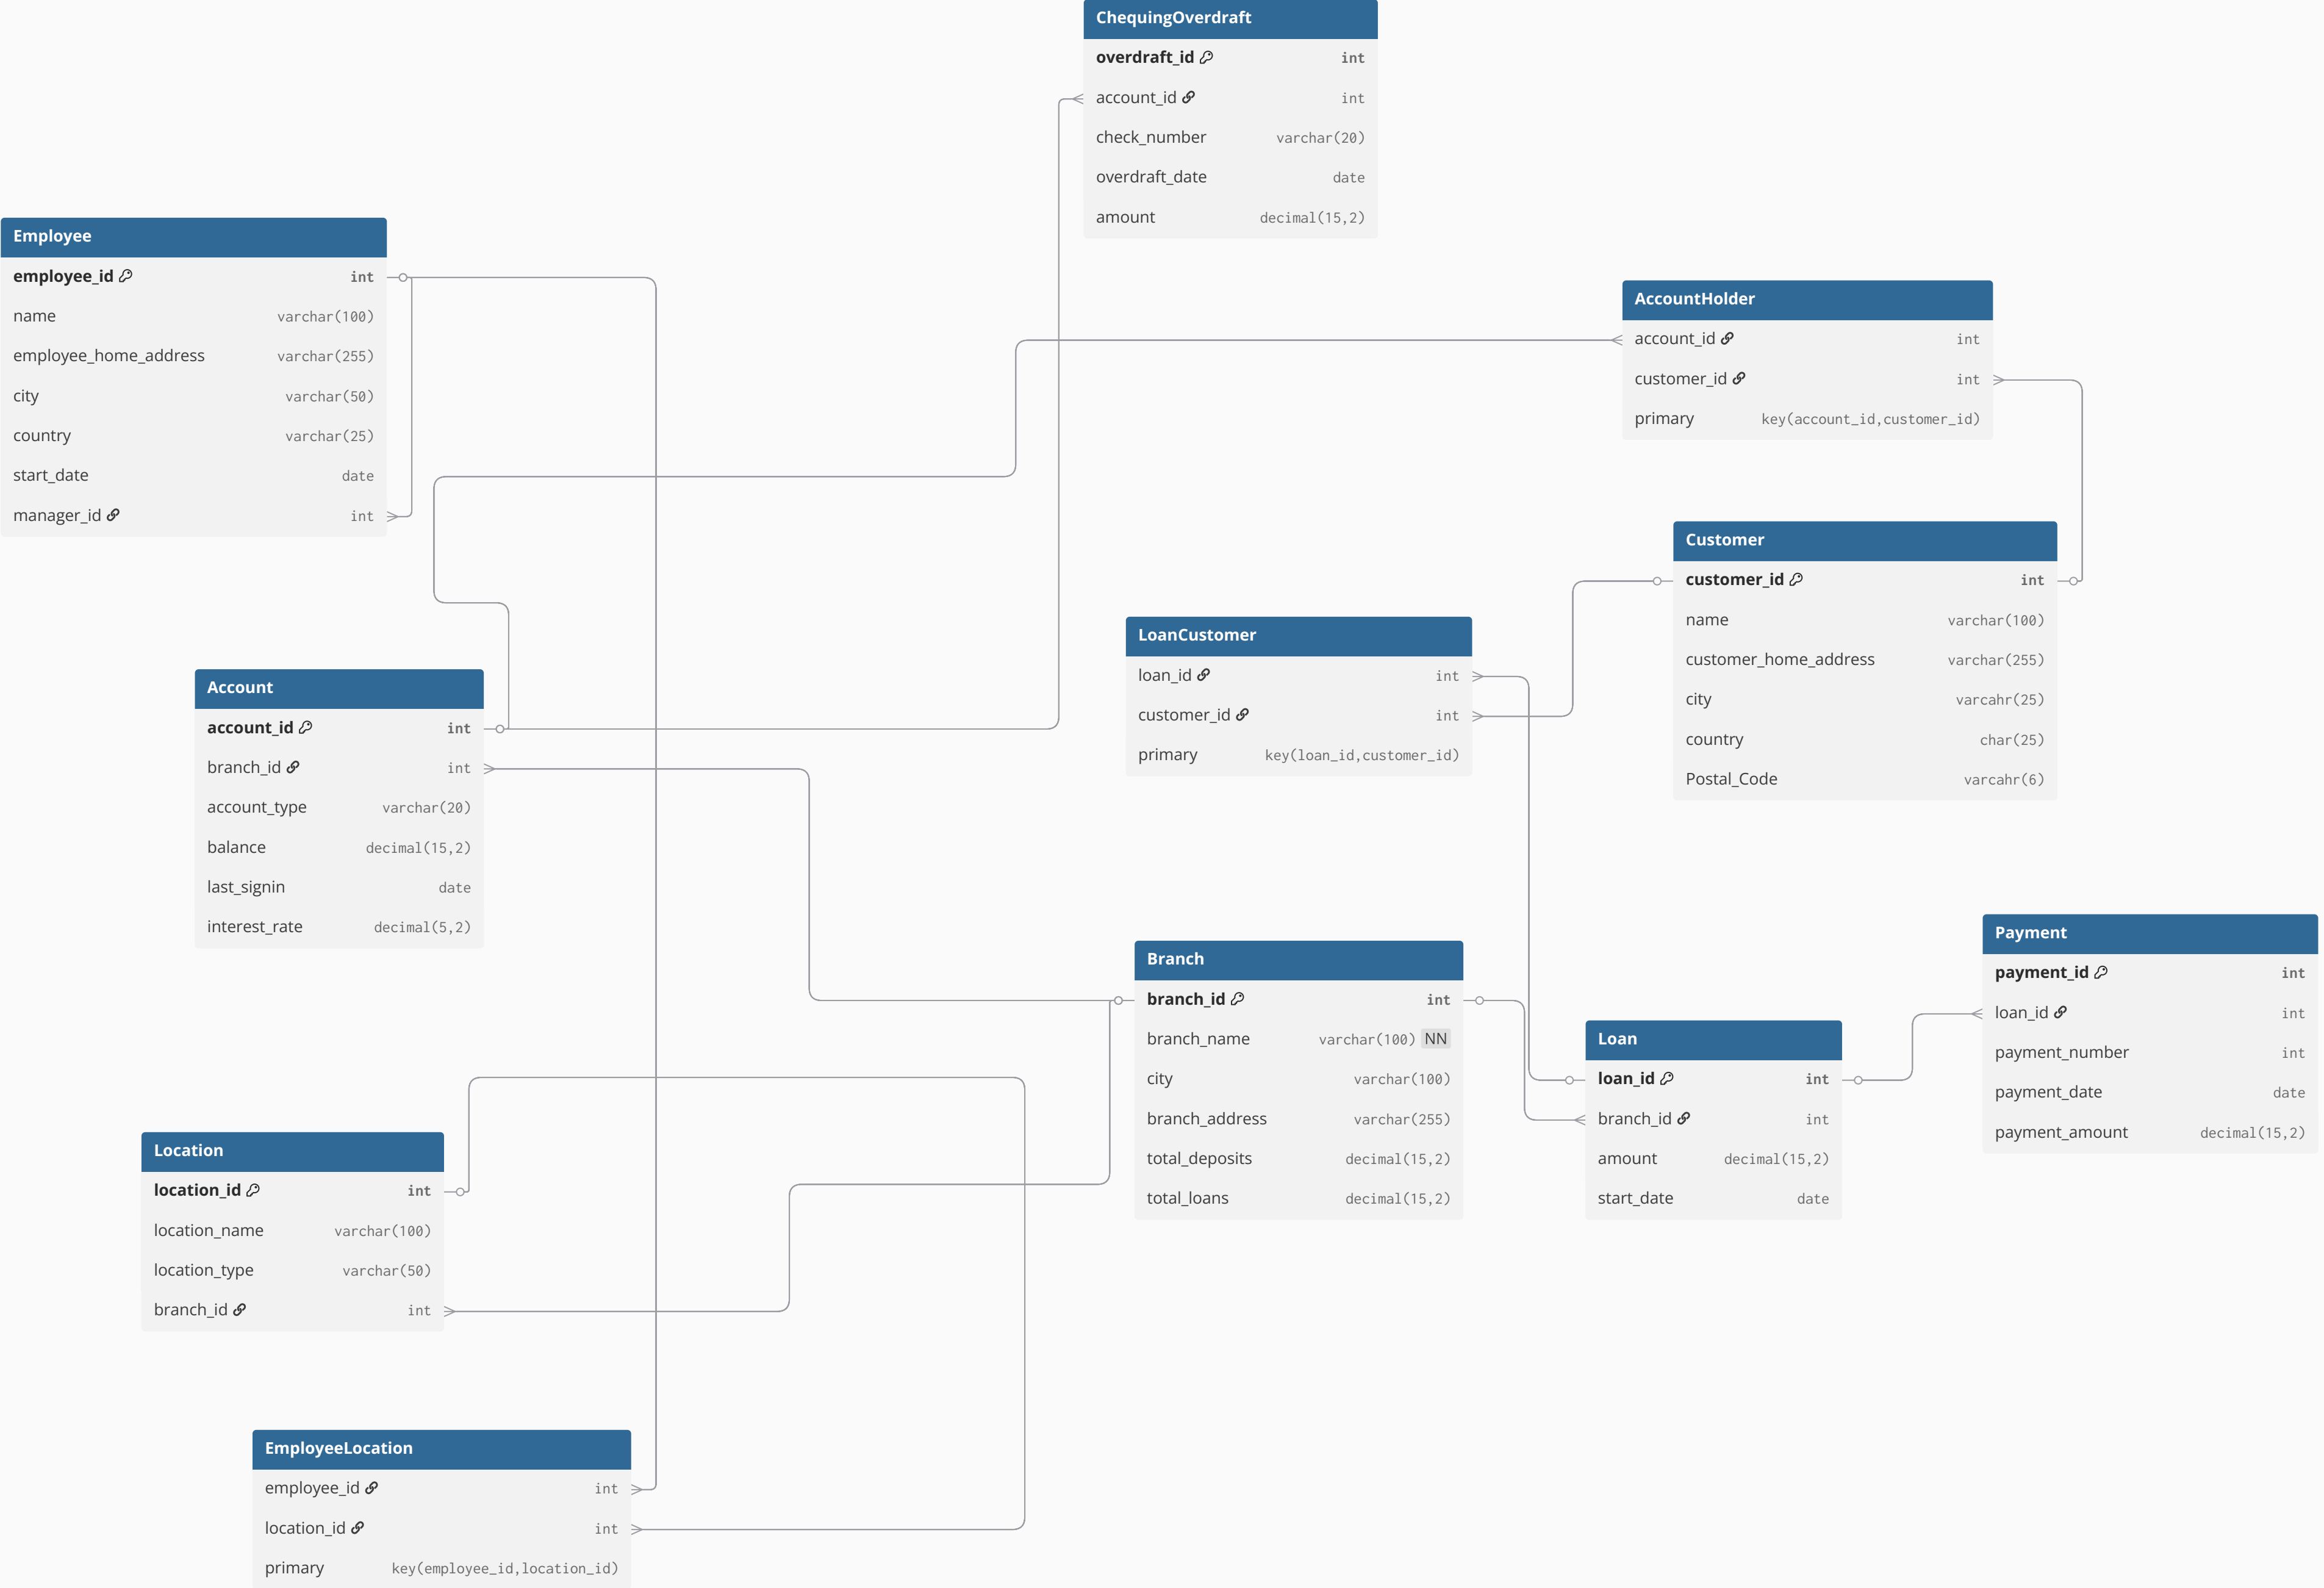 ChequingOverdraft
overdraft_id int
account_id int
check_number varchar(20)
overdraft_date date
amount decimal(15,2)
Employee
employee_id int
name varchar(100)
employee_home_address varchar(255)
city varchar(50)
country varchar(25)
start_date date
manager_id int
AccountHolder
account_id int
customer_id int
primary key(account_id,customer_id)
Customer
customer_id int
name varchar(100)
customer_home_address varchar(255)
city varcahr(25)
country char(25)
Postal_Code varcahr(6)
LoanCustomer
loan_id int
customer_id int
primary key(loan_id,customer_id)
Account
account_id int
branch_id int
account_type varchar(20)
balance decimal(15,2)
last_signin date
interest_rate decimal(5,2)
Branch
branch_id int
branch_name varchar(100) NN
city varchar(100)
branch_address varchar(255)
total_deposits decimal(15,2)
total_loans decimal(15,2)
Loan
loan_id int
branch_id int
amount decimal(15,2)
start_date date
Payment
payment_id int
loan_id int
payment_number int
payment_date date
payment_amount decimal(15,2)
Location
location_id int
location_name varchar(100)
location_type varchar(50)
branch_id int
EmployeeLocation
employee_id int
location_id int
primary key(employee_id,location_id)